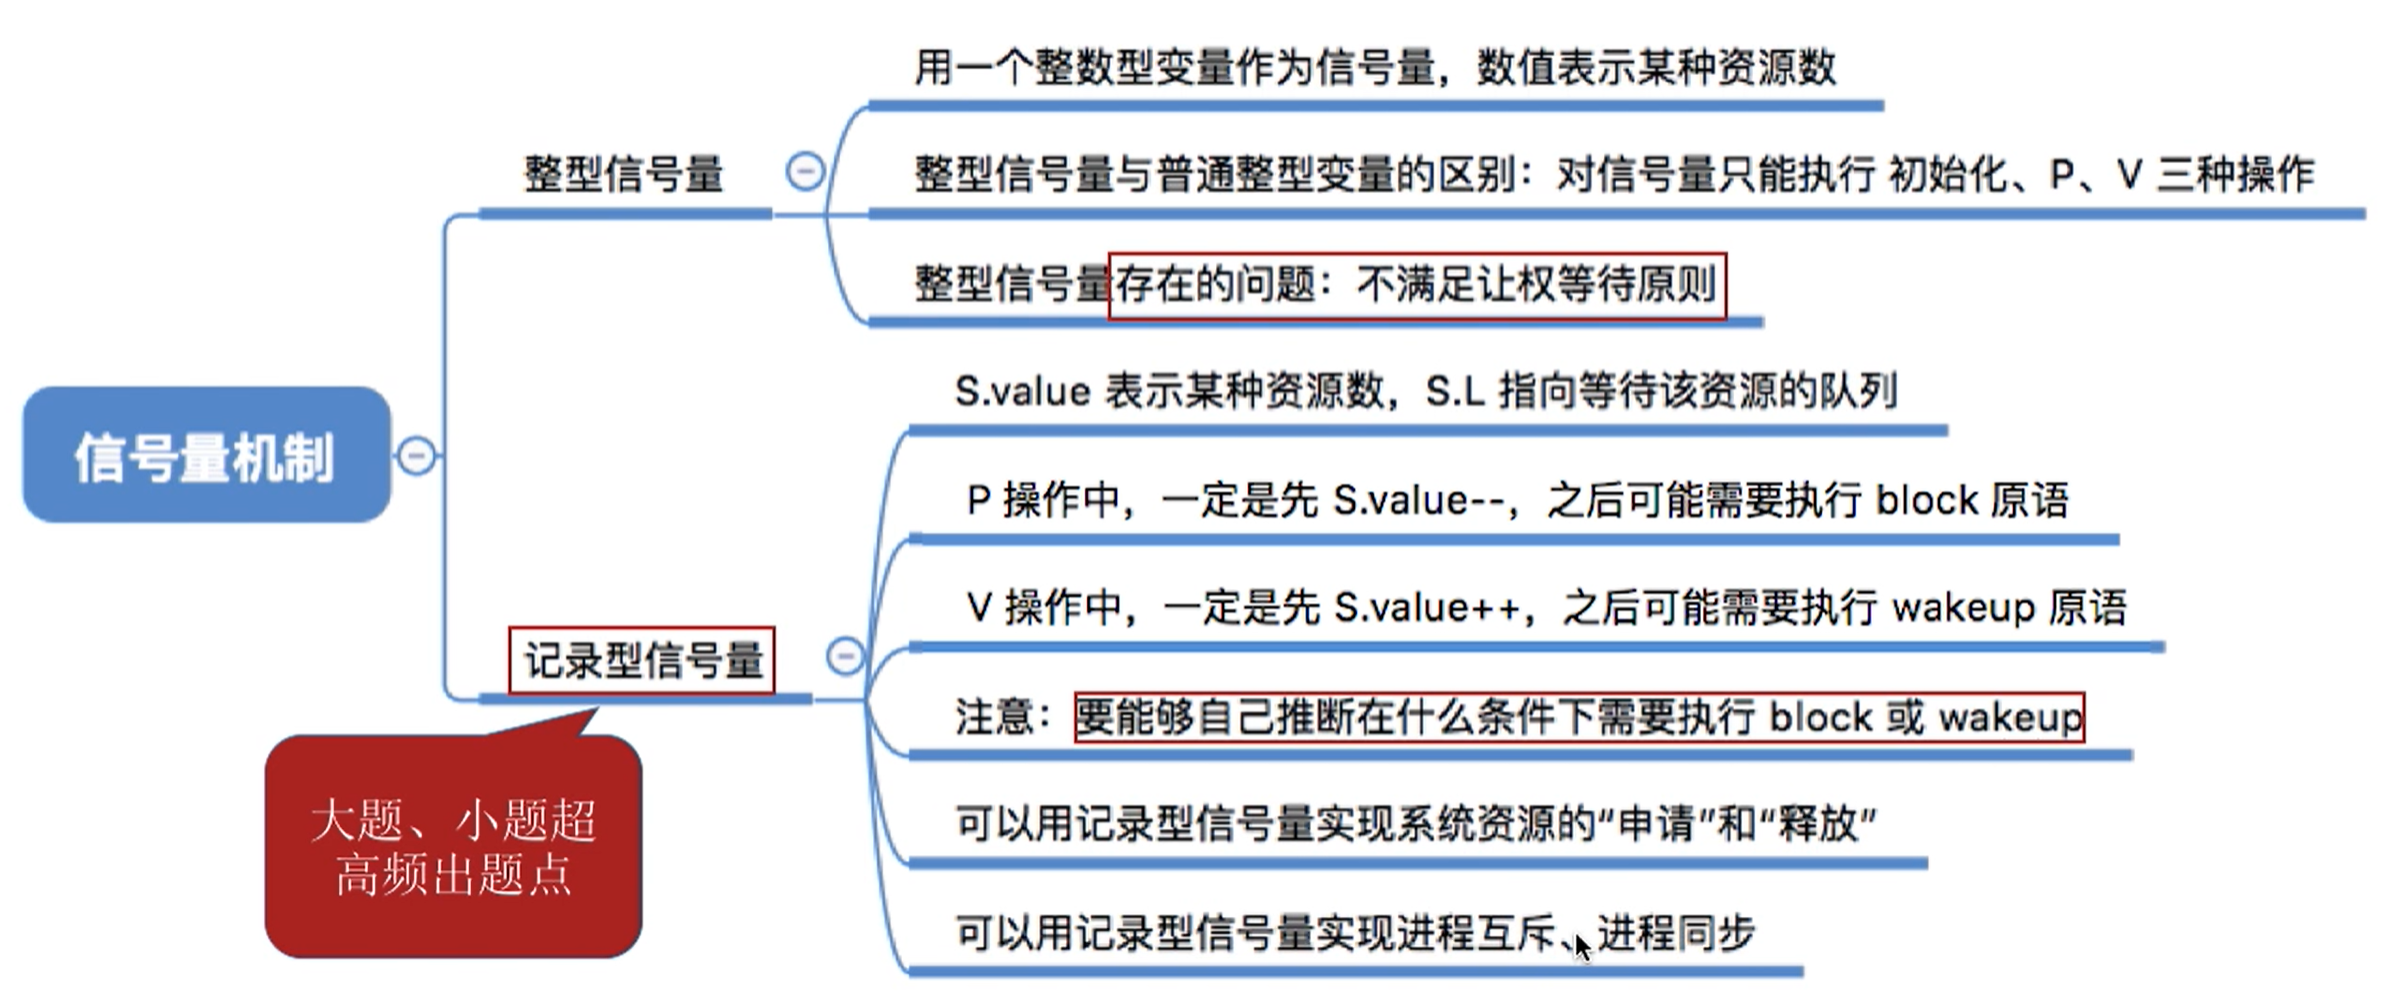 信号量机制
整型信号量
用一个整数型变量作为信号量，数值表示某种资源数
整型信号量与普通整型变量的区别：对信号量只能执行 初始化、P、V 三种操作
整型信号量存在的问题：不满足让权等待原则
记录型信号量
S.value 表示某种资源数，S.L 指向等待该资源的队列
P 操作中，一定是先 S.value--，之后可能需要执行 block 原语
V 操作中，一定是先 S.value++，之后可能需要执行 wakeup 原语
注意：要能够自己推断在什么条件下需要执行 block 或 wakeup
可以用记录型信号量实现系统资源的“申请”和“释放”
可以用记录型信号量实现进程互斥、进程同步
大题、小题超
高频出题点